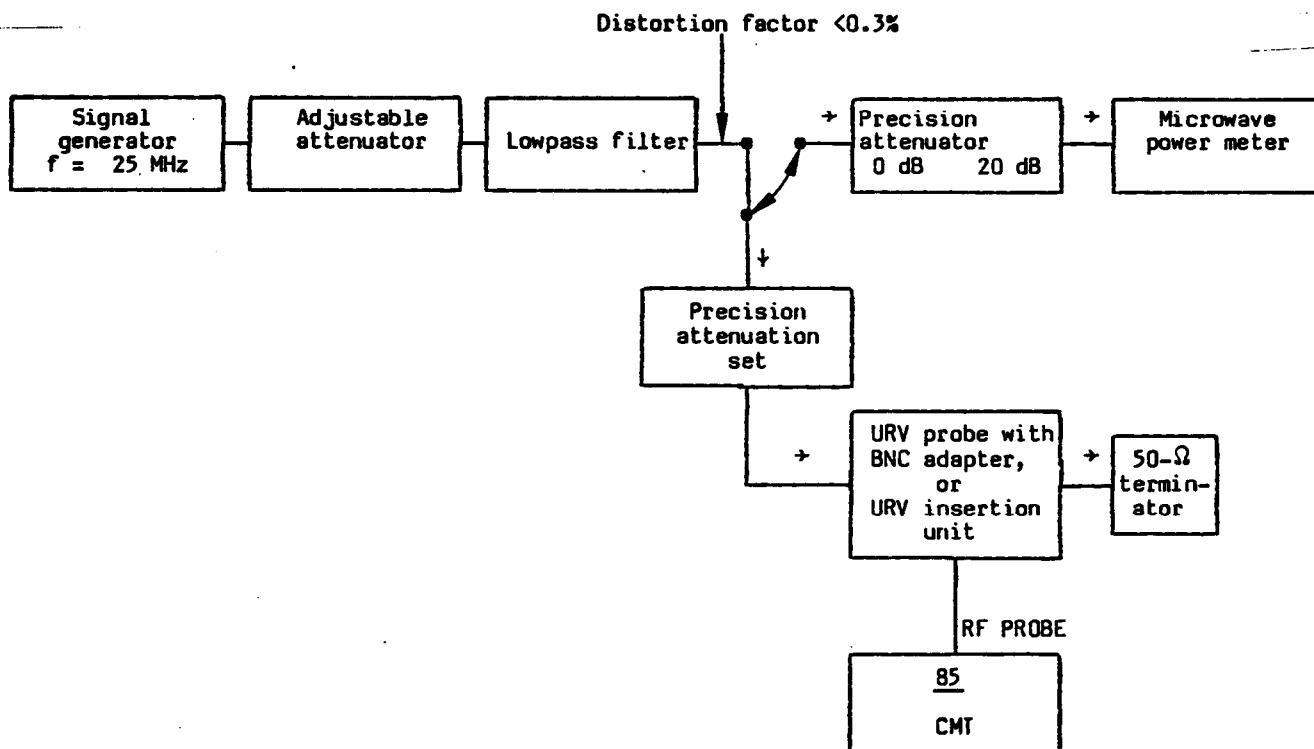 Distortion factor <0.3%
Signal
generator
f = 25 MHz
Adjustable
attenuator
Lowpass filter
Precision
attenuator
0 dB 20 dB
Microwave
power meter
Precision
attenuation
set
URV probe with
BNC adapter,
or
URV insertion
unit
50-Ω
termin-
ator
RF PROBE
85
CMT